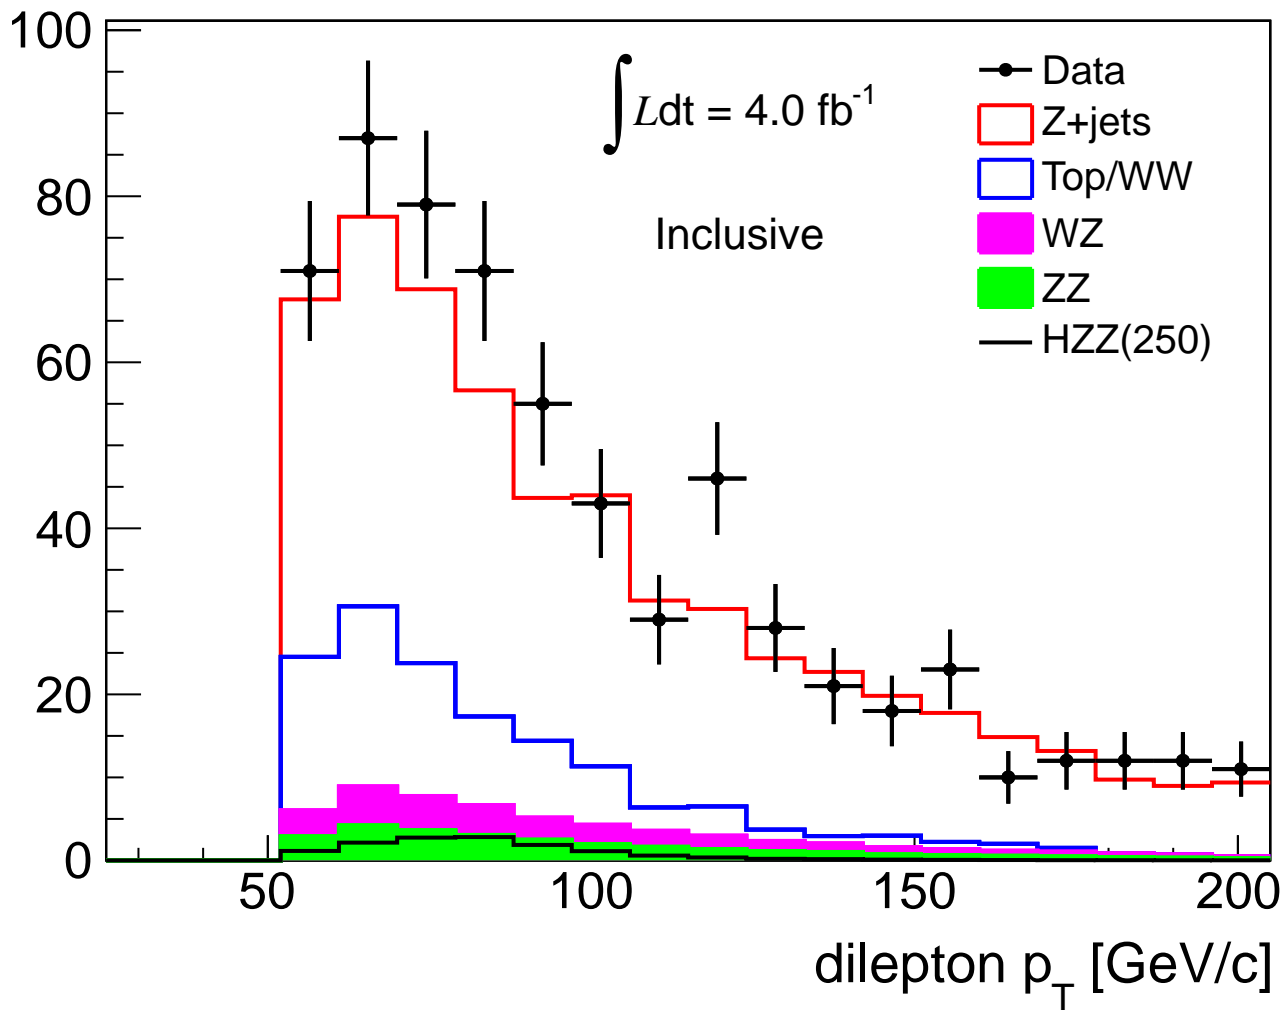 100
80
60
40
20
0
50
100
150
200
dilepton p_T [GeV/c]
∫ Ldt = 4.0 fb^-1
Inclusive
Data
Z+jets
Top/WW
WZ
ZZ
HZZ(250)